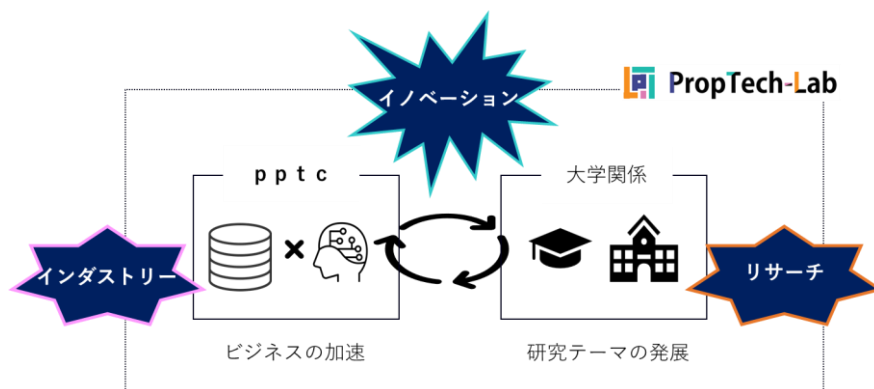 イノベーション
PropTech-Lab
pptc
大学関係
インダストリー
リサーチ
ビジネスの加速
研究テーマの発展